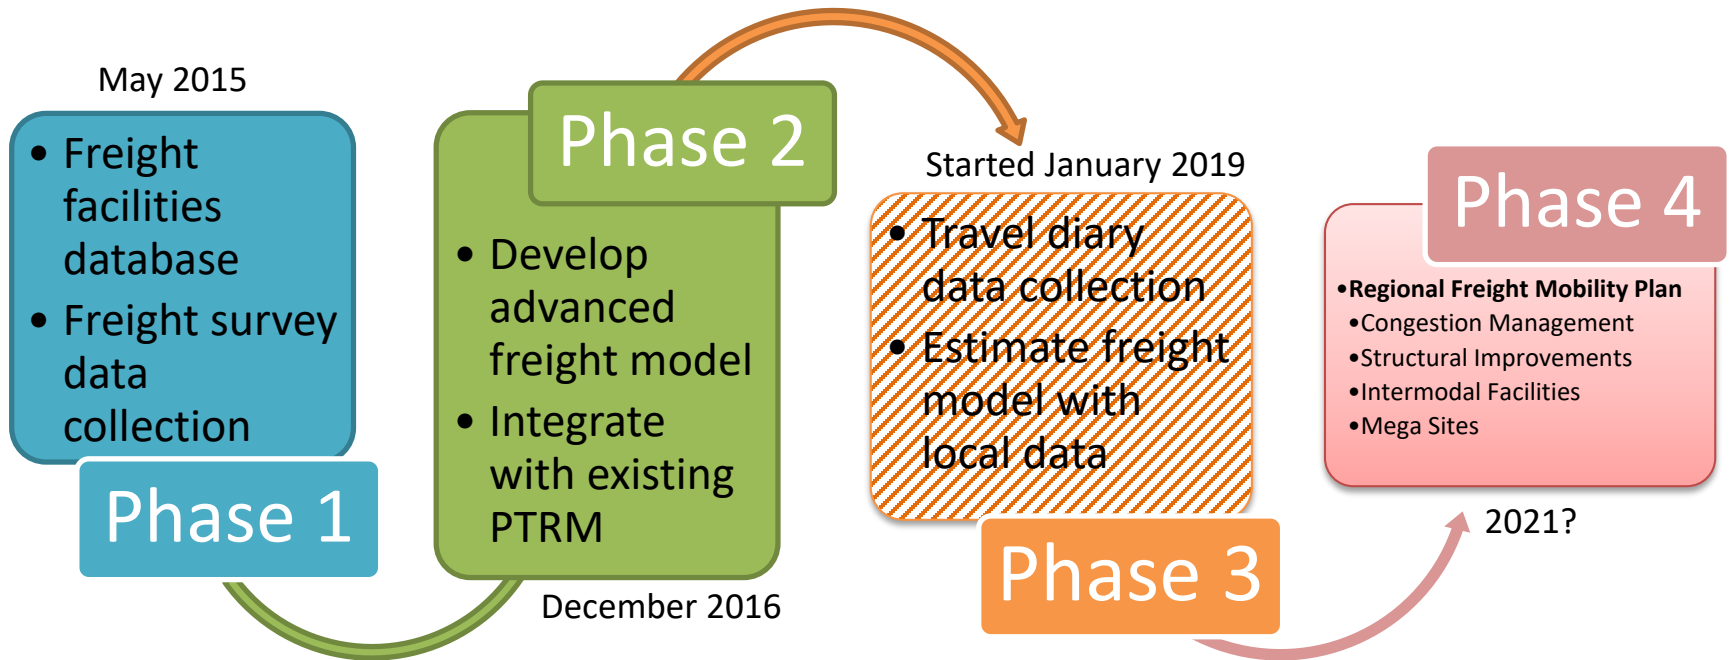 May 2015
• Freight
facilities
database
• Freight survey
data
collection
Phase 1
Phase 2
• Develop
advanced
freight model
• Integrate
with existing
PTRM
December 2016
Started January 2019
• Travel diary
data collection
• Estimate freight
model with
local data
Phase 3
Phase 4
•Regional Freight Mobility Plan
•Congestion Management
•Structural Improvements
•Intermodal Facilities
•Mega Sites
2021?